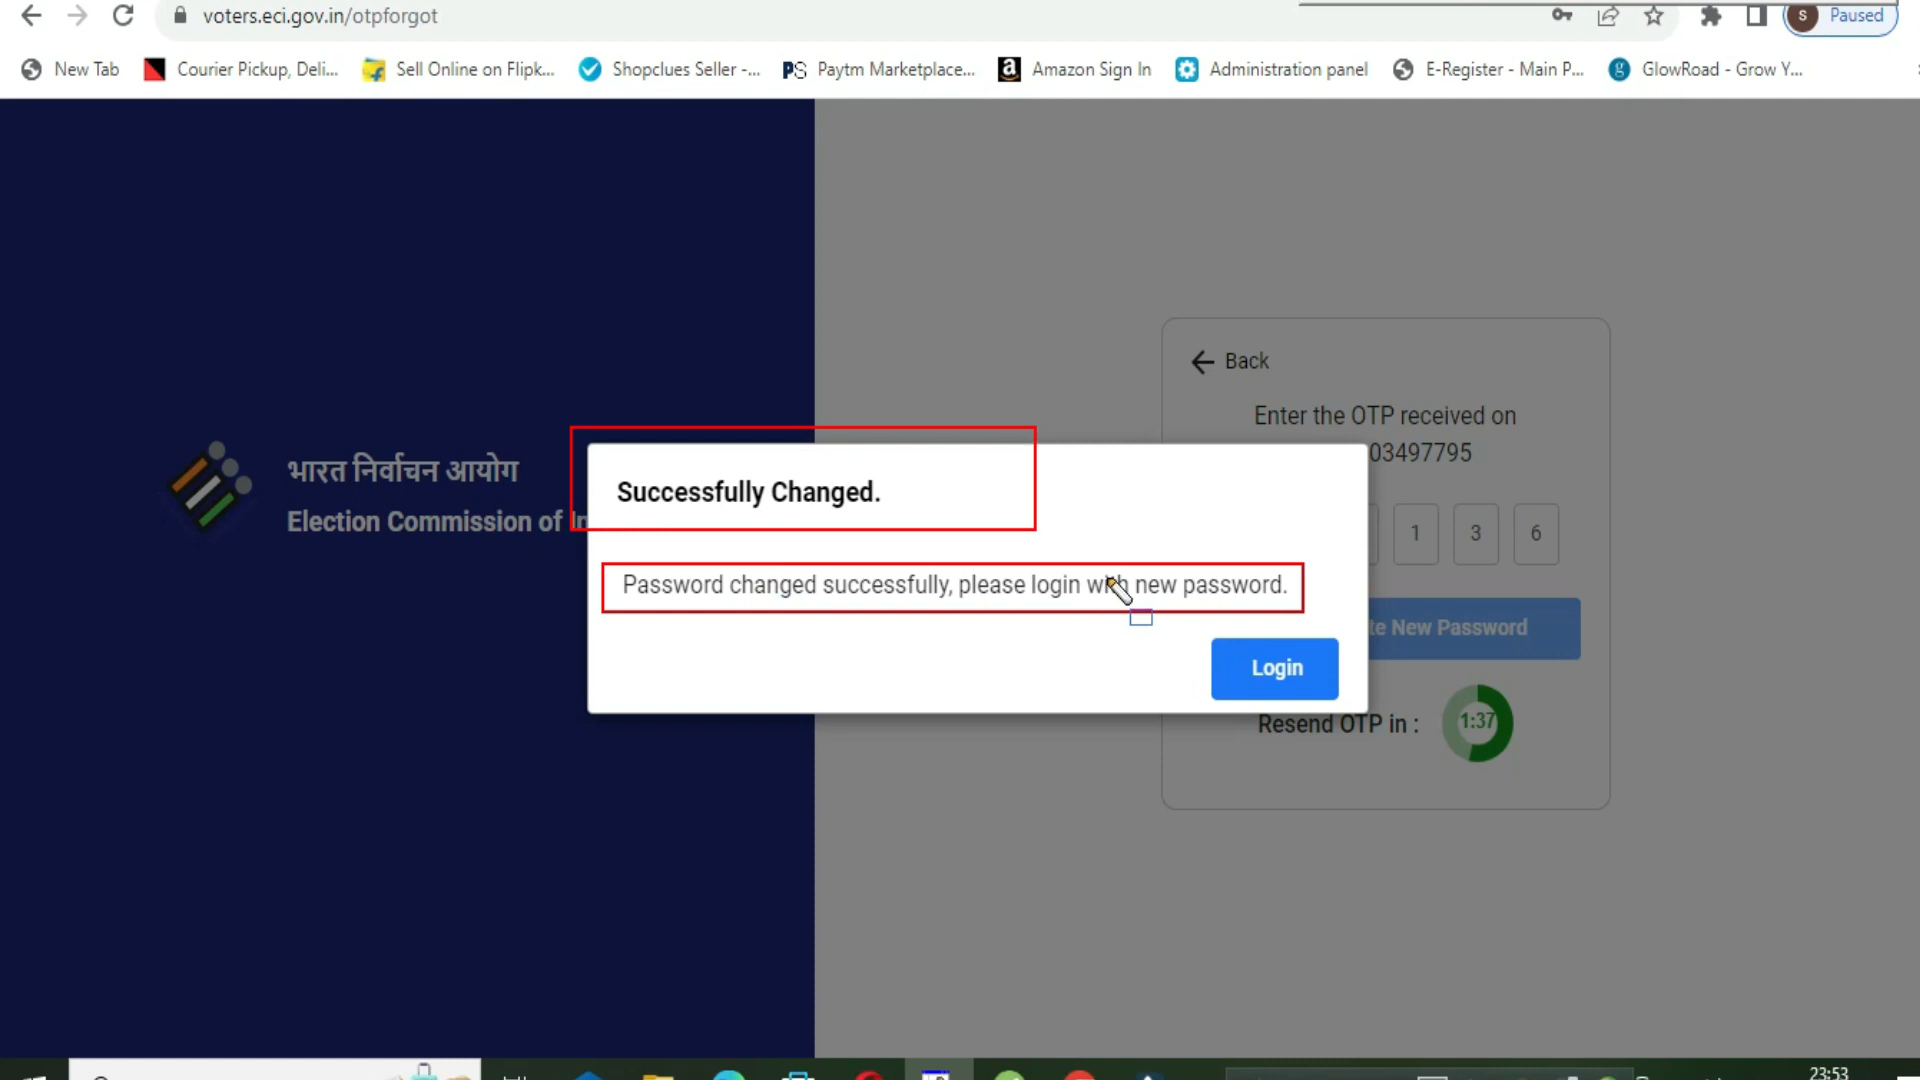 voters.eci.gov.in/otpforgot
S Paused
New Tab Courier Pickup, Deli... Sell Online on Flipk... Shopclues Seller -... PS Paytm Marketplace... a Amazon Sign In Administration panel E-Register - Main P... g GlowRoad - Grow Y...
Back
Enter the OTP received on
03497795
भारत निर्वाचन आयोग
Election Commission of In
Successfully Changed.
1 3 6
Password changed successfully, please login with new password.
te New Password
Login
Resend OTP in : 1:37
23:53